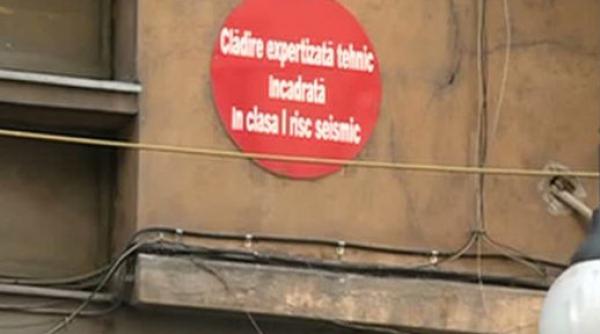 Clădire expertizată tehnic
încadrată
în clasa I risc seismic